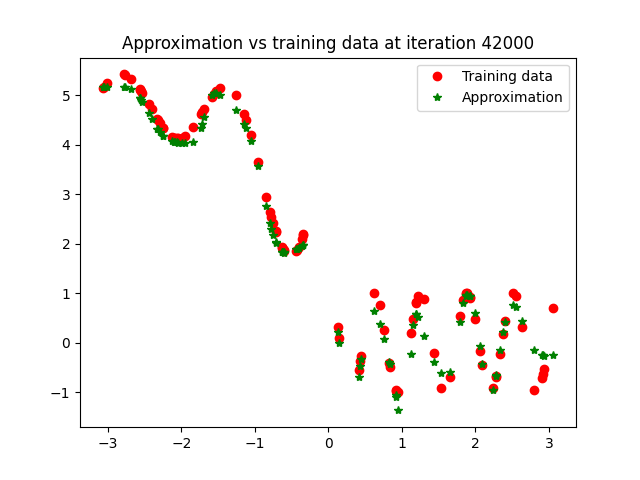 Approximation vs training data at iteration 42000
Training data
Approximation
5
4
3
2
1
0
−1
−3 −2 −1 0 1 2 3